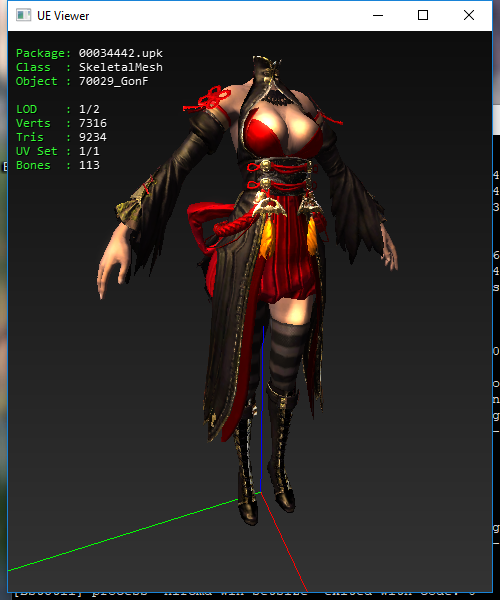 UE Viewer
Package: 00034442.upk
Class : SkeletalMesh
Object : 70029_GonF
LOD : 1/2
Verts : 7316
Tris : 9234
UV Set : 1/1
Bones : 113